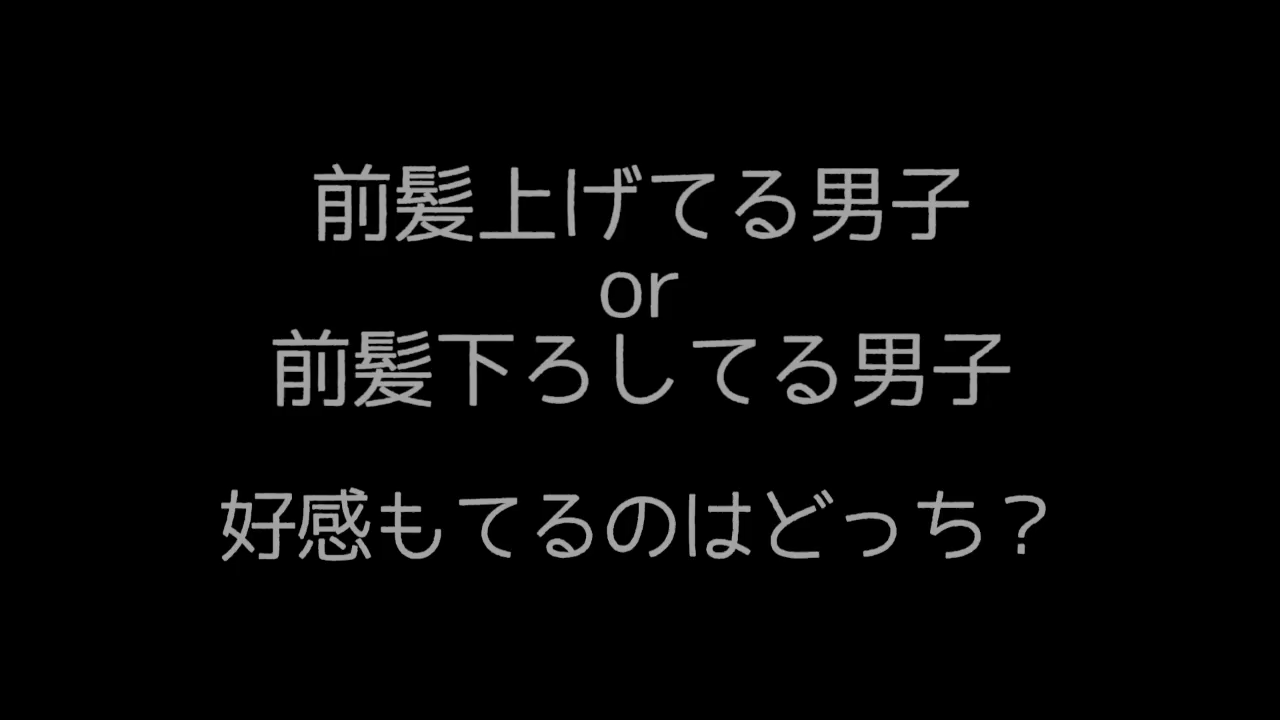 前髪上げてる男子
or
前髪下ろしてる男子
好感もてるのはどっち？